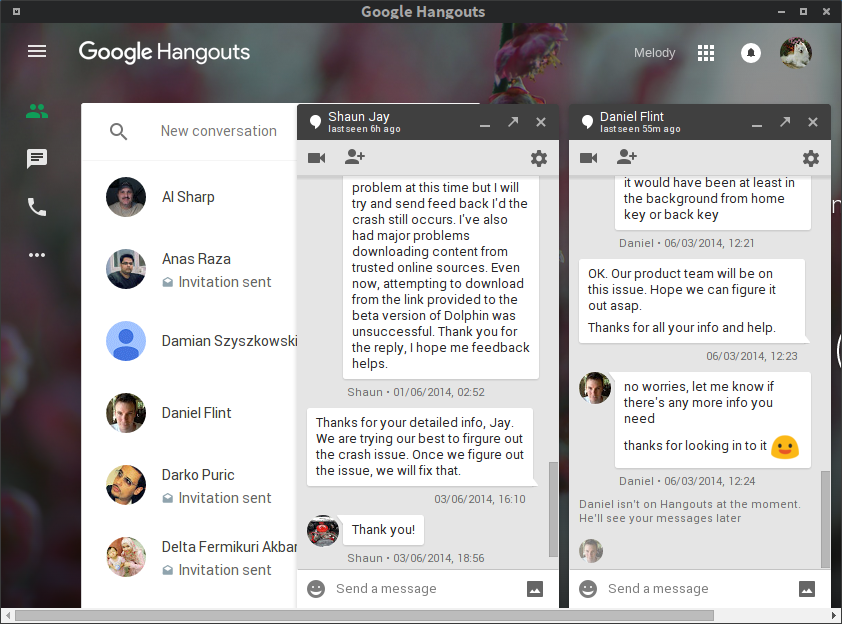 Google Hangouts
Google Hangouts
Melody
New conversation
Al Sharp
Anas Raza
Invitation sent
Damian Szyszkowski
Daniel Flint
Darko Puric
Invitation sent
Delta Fermikuri Akbar
Invitation sent
Shaun Jay
last seen 6h ago
problem at this time but I will
try and send feed back I'd the
crash still occurs. I've also
had major problems
downloading content from
trusted online sources. Even
now, attempting to download
from the link provided to the
beta version of Dolphin was
unsuccessful. Thank you for
the reply, I hope me feedback
helps.
Shaun • 01/06/2014, 02:52
Thanks for your detailed info, Jay.
We are trying our best to firgure out
the crash issue. Once we figure out
the issue, we will fix that.
03/06/2014, 16:10
Thank you!
Shaun • 03/06/2014, 18:56
Send a message
Daniel Flint
last seen 55m ago
it would have been at least in
the background from home
key or back key
Daniel • 06/03/2014, 12:21
OK. Our product team will be on
this issue. Hope we can figure it
out asap.
Thanks for all your info and help.
06/03/2014, 12:23
no worries, let me know if
there's any more info you
need
thanks for looking in to it
Daniel • 06/03/2014, 12:24
Daniel isn't on Hangouts at the moment.
He'll see your messages later
Send a message